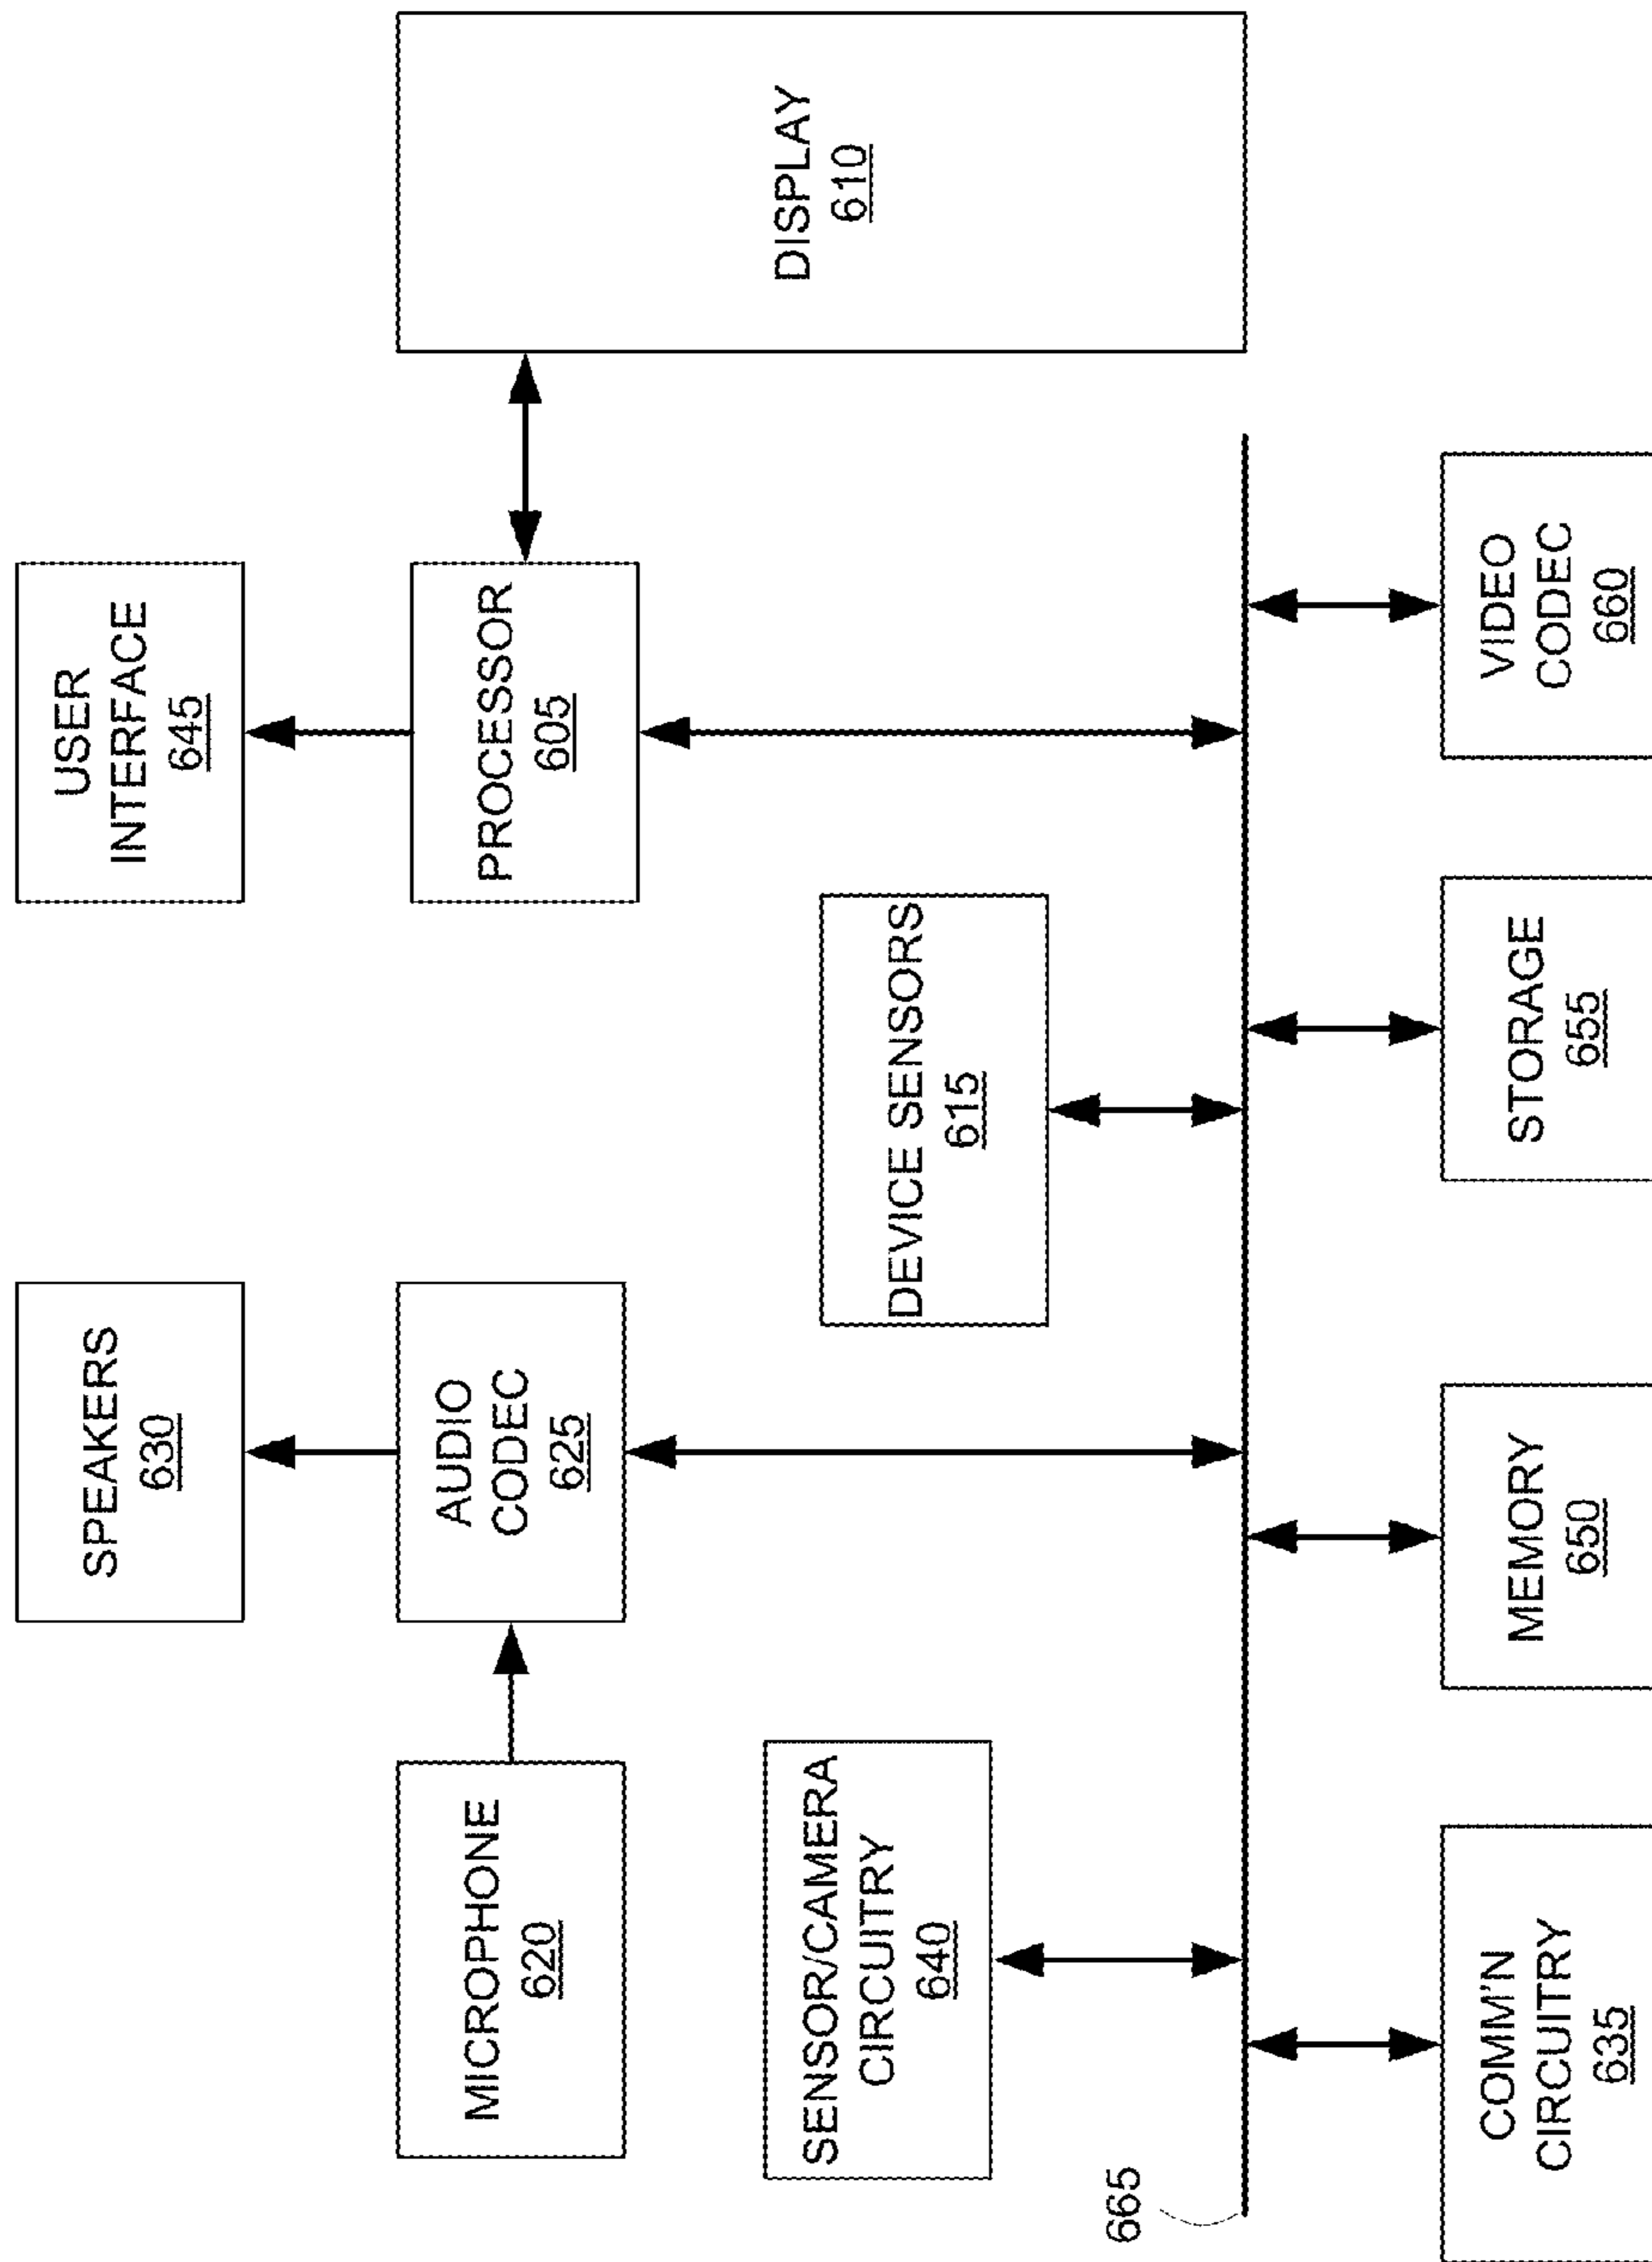 SPEAKERS
630
USER
INTERFACE
645
MICROPHONE
620
AUDIO
CODEC
625
PROCESSOR
605
DISPLAY
610
SENSOR/CAMERA
CIRCUITRY
640
DEVICE SENSORS
615
665
COMM'N
CIRCUITRY
635
MEMORY
650
STORAGE
655
VIDEO
CODEC
660